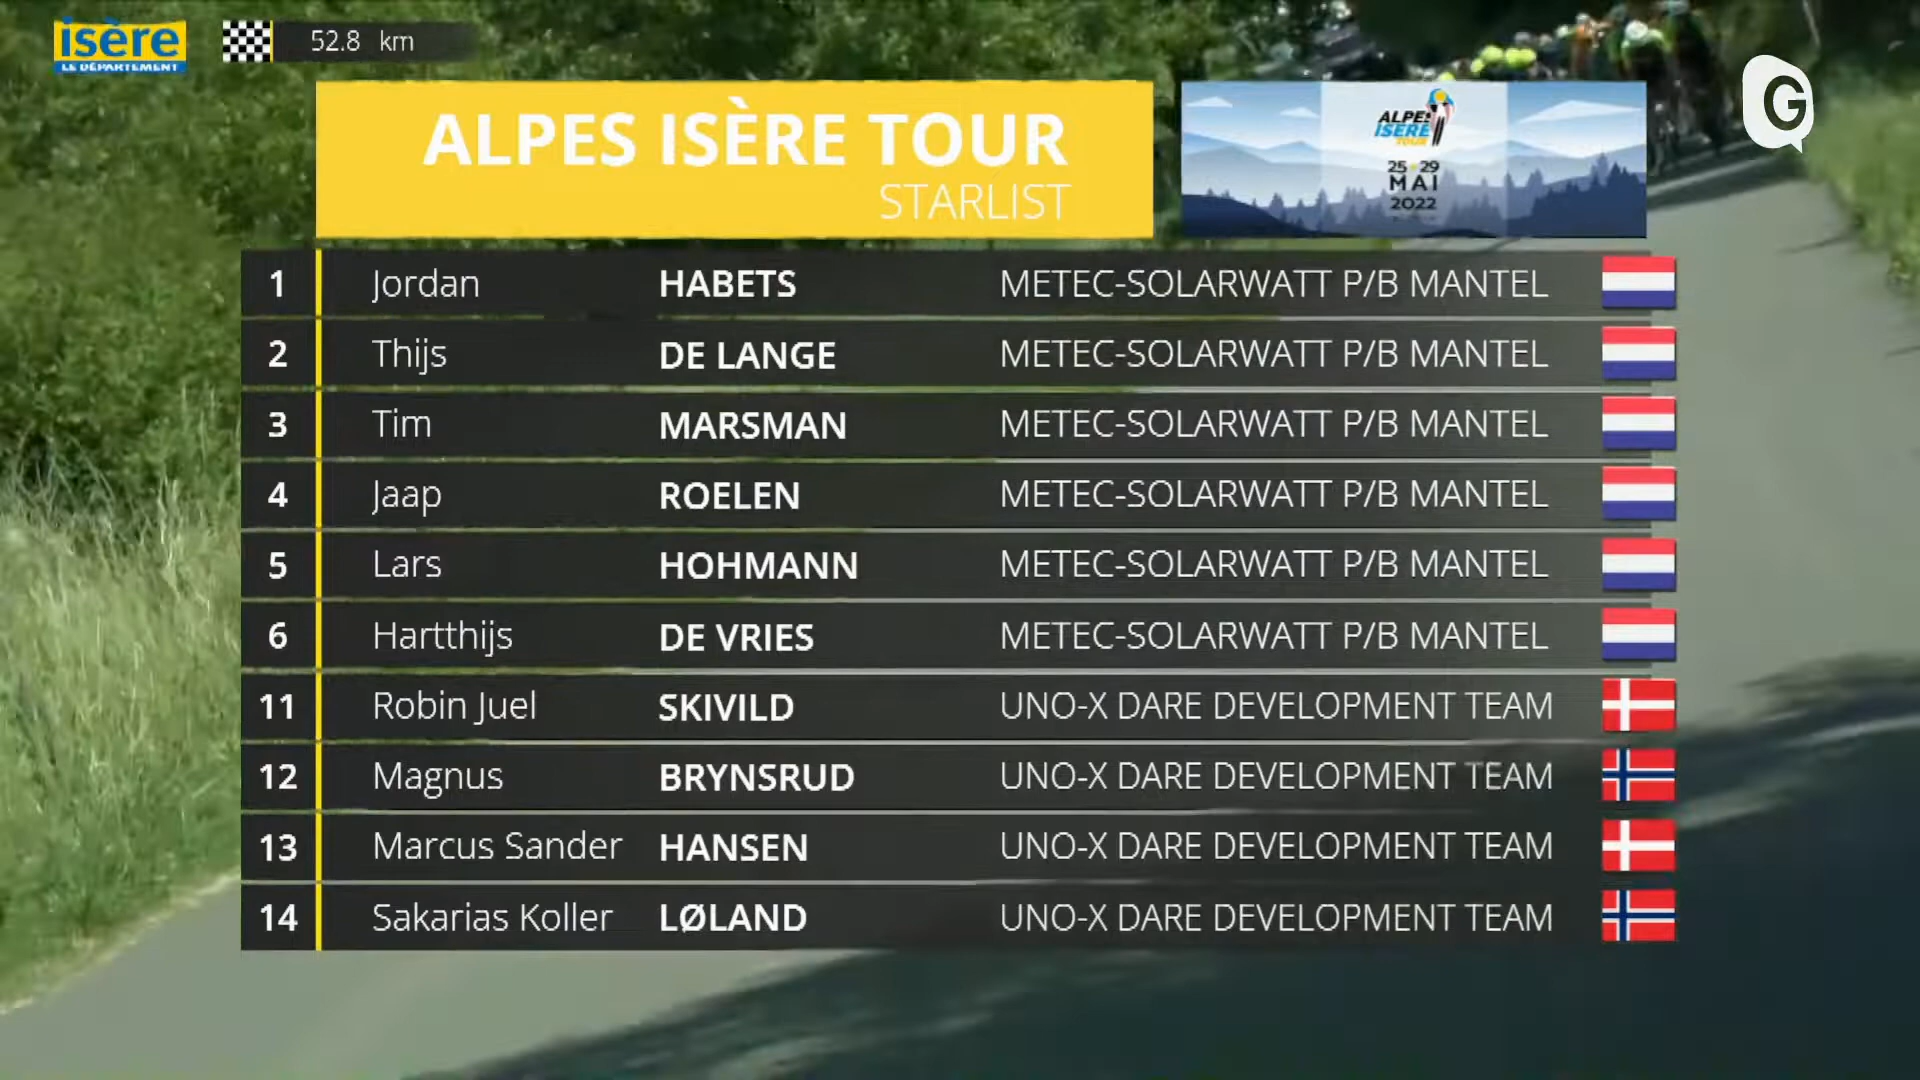 isère
LE DÉPARTEMENT
52.8 km
G
ALPES ISÈRE TOUR
STARLIST
ALPES
ISÈRE
TOUR
25 29
MAI
2022
1 Jordan HABETS METEC-SOLARWATT P/B MANTEL
2 Thijs DE LANGE METEC-SOLARWATT P/B MANTEL
3 Tim MARSMAN METEC-SOLARWATT P/B MANTEL
4 Jaap ROELEN METEC-SOLARWATT P/B MANTEL
5 Lars HOHMANN METEC-SOLARWATT P/B MANTEL
6 Hartthijs DE VRIES METEC-SOLARWATT P/B MANTEL
11 Robin Juel SKIVILD UNO-X DARE DEVELOPMENT TEAM
12 Magnus BRYNSRUD UNO-X DARE DEVELOPMENT TEAM
13 Marcus Sander HANSEN UNO-X DARE DEVELOPMENT TEAM
14 Sakarias Koller LØLAND UNO-X DARE DEVELOPMENT TEAM